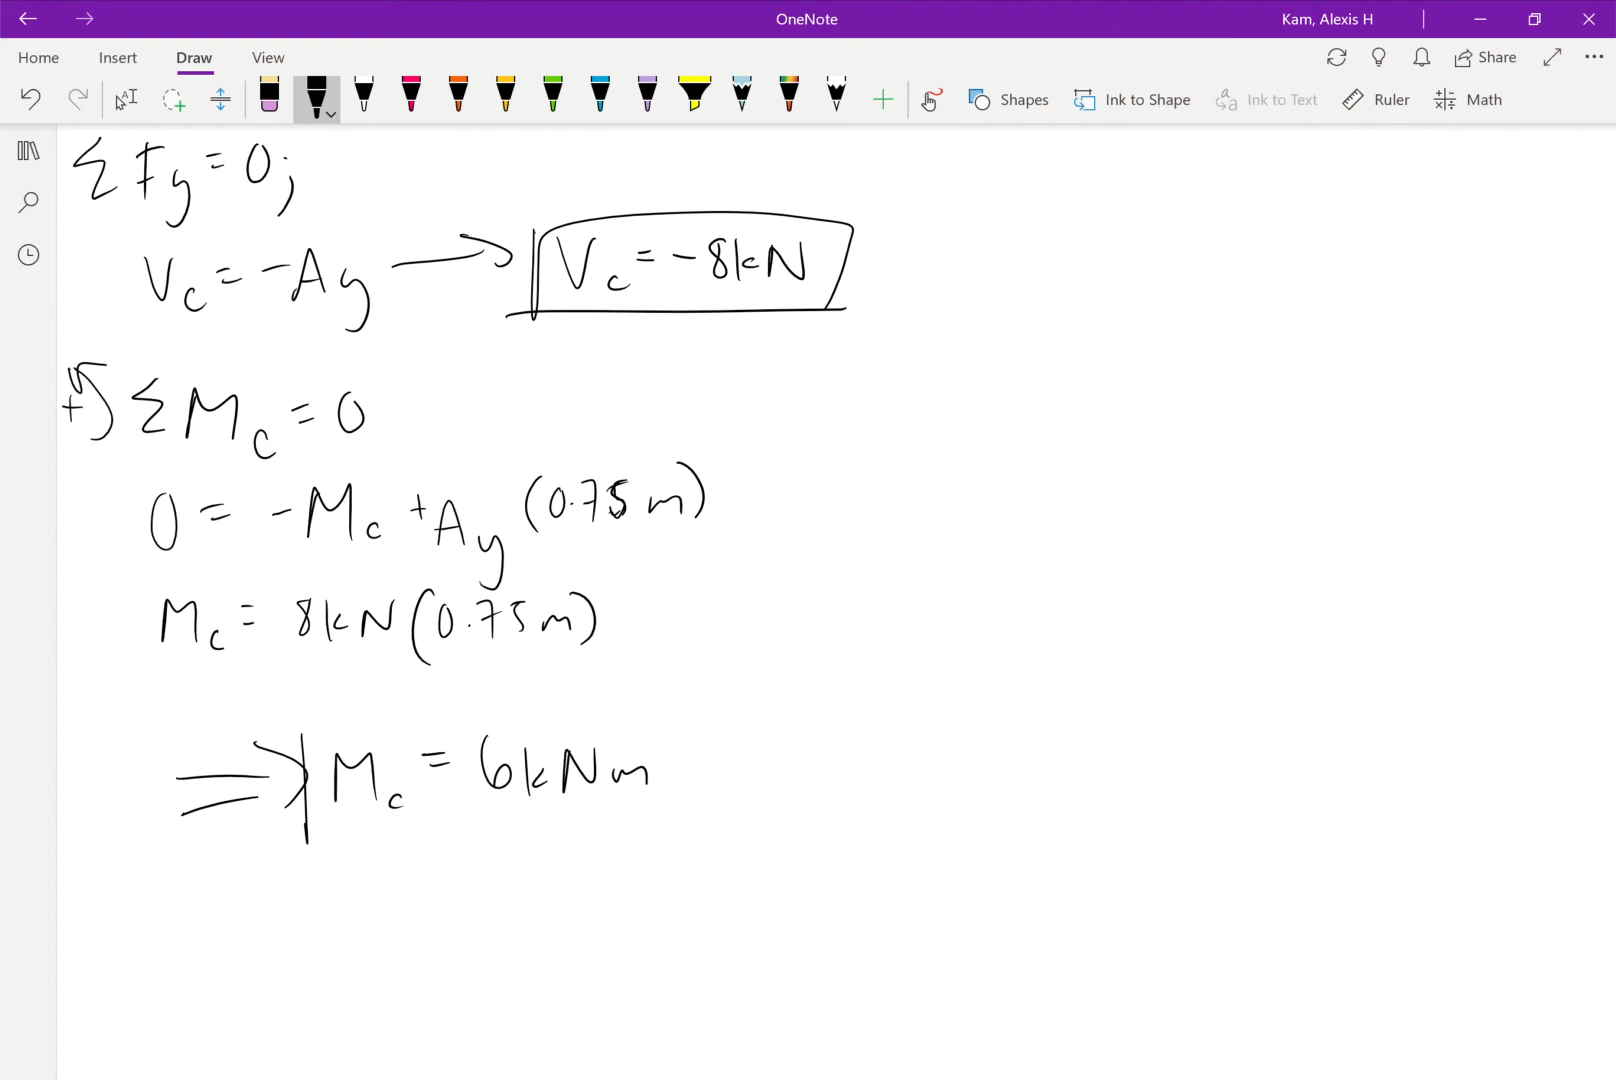 OneNote
Kam, Alexis H
Home Insert Draw View
Share
Shapes Ink to Shape Ink to Text Ruler Math
ΣFy = 0;
Vc = -Ay → Vc = -8kN
+↺ ΣMc = 0
0 = -Mc + Ay (0.75 m)
Mc = 8kN (0.75 m)
⇒ Mc = 6kNm